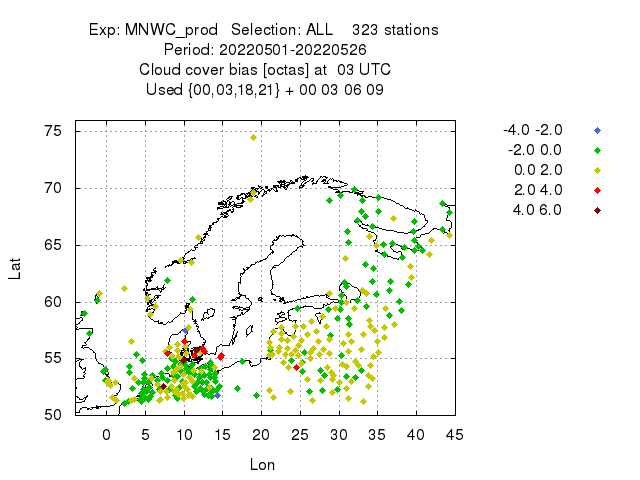 Exp: MNWC_prod   Selection: ALL    323 stations
Period: 20220501-20220526
Cloud cover bias [octas] at  03 UTC
Used {00,03,18,21} + 00 03 06 09
75
70
65
60
55
50
Lat
0 5 10 15 20 25 30 35 40 45
Lon
-4.0 -2.0
-2.0 0.0
0.0 2.0
2.0 4.0
4.0 6.0